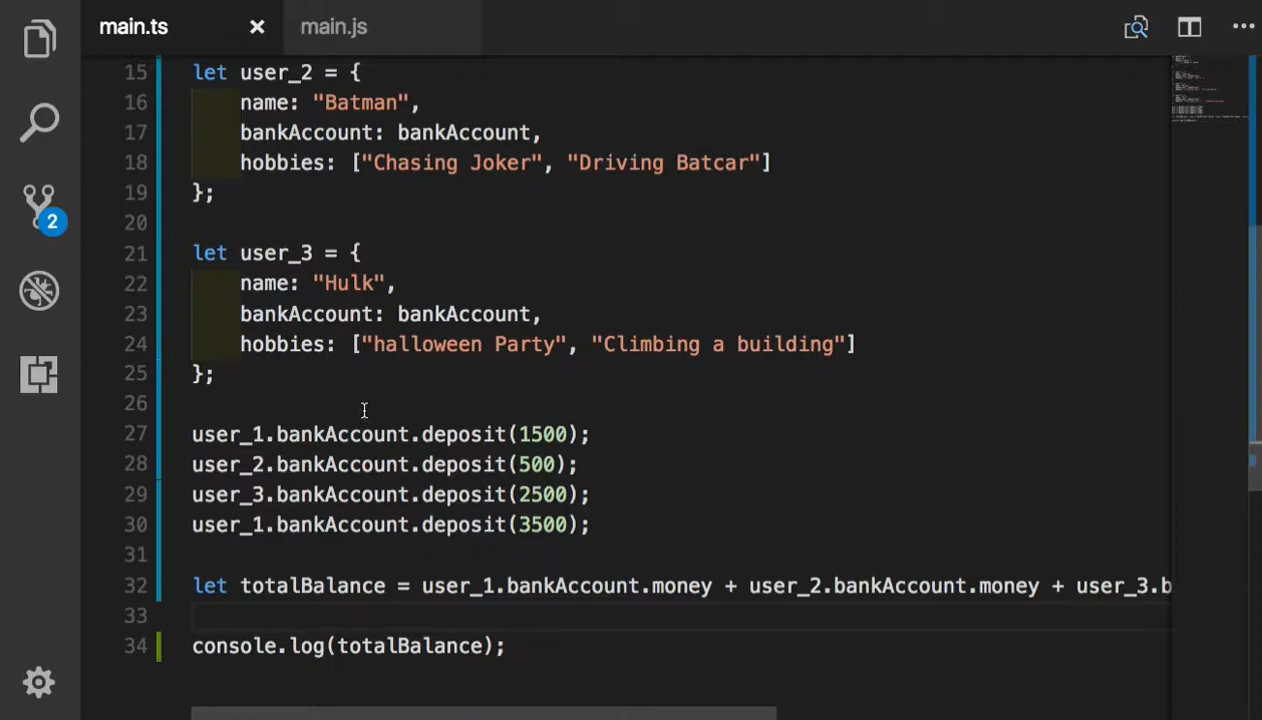 main.ts × main.js
15 let user_2 = {
16 name: "Batman",
17 bankAccount: bankAccount,
18 hobbies: ["Chasing Joker", "Driving Batcar"]
19 };
20
21 let user_3 = {
22 name: "Hulk",
23 bankAccount: bankAccount,
24 hobbies: ["halloween Party", "Climbing a building"]
25 };
26
27 user_1.bankAccount.deposit(1500);
28 user_2.bankAccount.deposit(500);
29 user_3.bankAccount.deposit(2500);
30 user_1.bankAccount.deposit(3500);
31
32 let totalBalance = user_1.bankAccount.money + user_2.bankAccount.money + user_3.b
33
34 console.log(totalBalance);
2